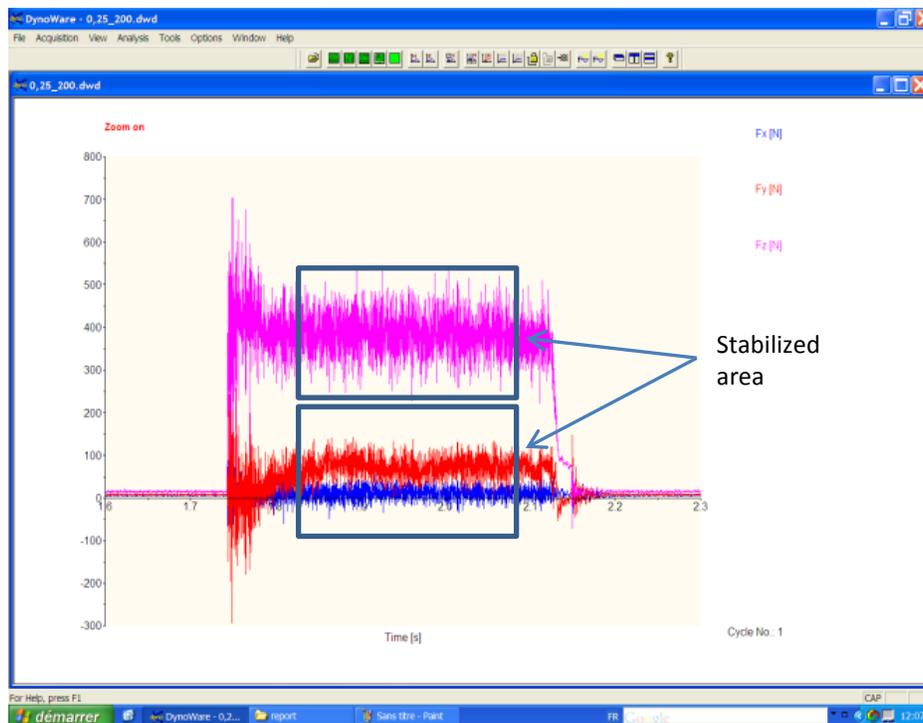 DynoWare - 0,25_200.dwd
File Acquisition View Analysis Tools Options Window Help
0,25_200.dwd
Zoom on
Fx [N]
Fy [N]
Fz [N]
800
700
600
500
400
300
200
100
0
-100
-200
-300
1.7
2.0
2.1
2.2
2.3
Stabilized
area
Time [s]
Cycle No.: 1
For Help, press F1
CAP
démarrer
DynoWare - 0,2...
report
Sans titre - Paint
FR
Google